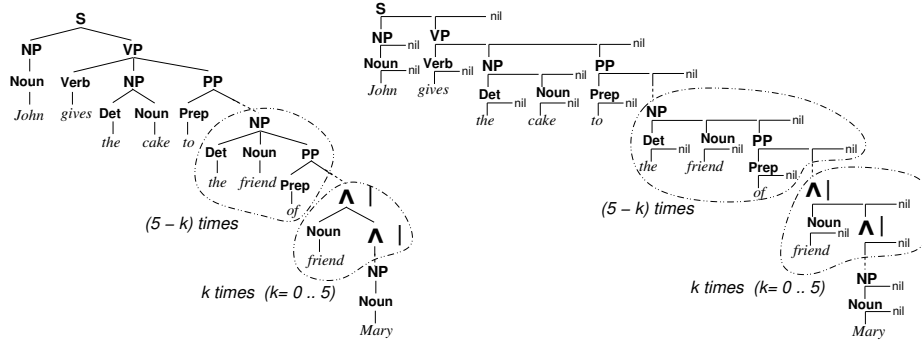 S
NP VP
Noun Verb NP PP
John gives Det Noun Prep NP
the cake to
Det Noun PP
the friend Prep
of Λ |
(5 – k) times
Noun Λ |
friend NP
k times (k= 0 .. 5) Noun
Mary
S nil
NP VP nil
nil
Noun Verb NP PP nil
nil nil
John gives Det Noun Prep nil
nil nil nil nil
the cake to NP
Det Noun PP nil
nil nil
the friend Prep nil
nil
of Λ |
(5 – k) times
Noun nil
nil Λ |
friend nil
k times (k= 0 .. 5) NP nil
Noun nil
nil
Mary